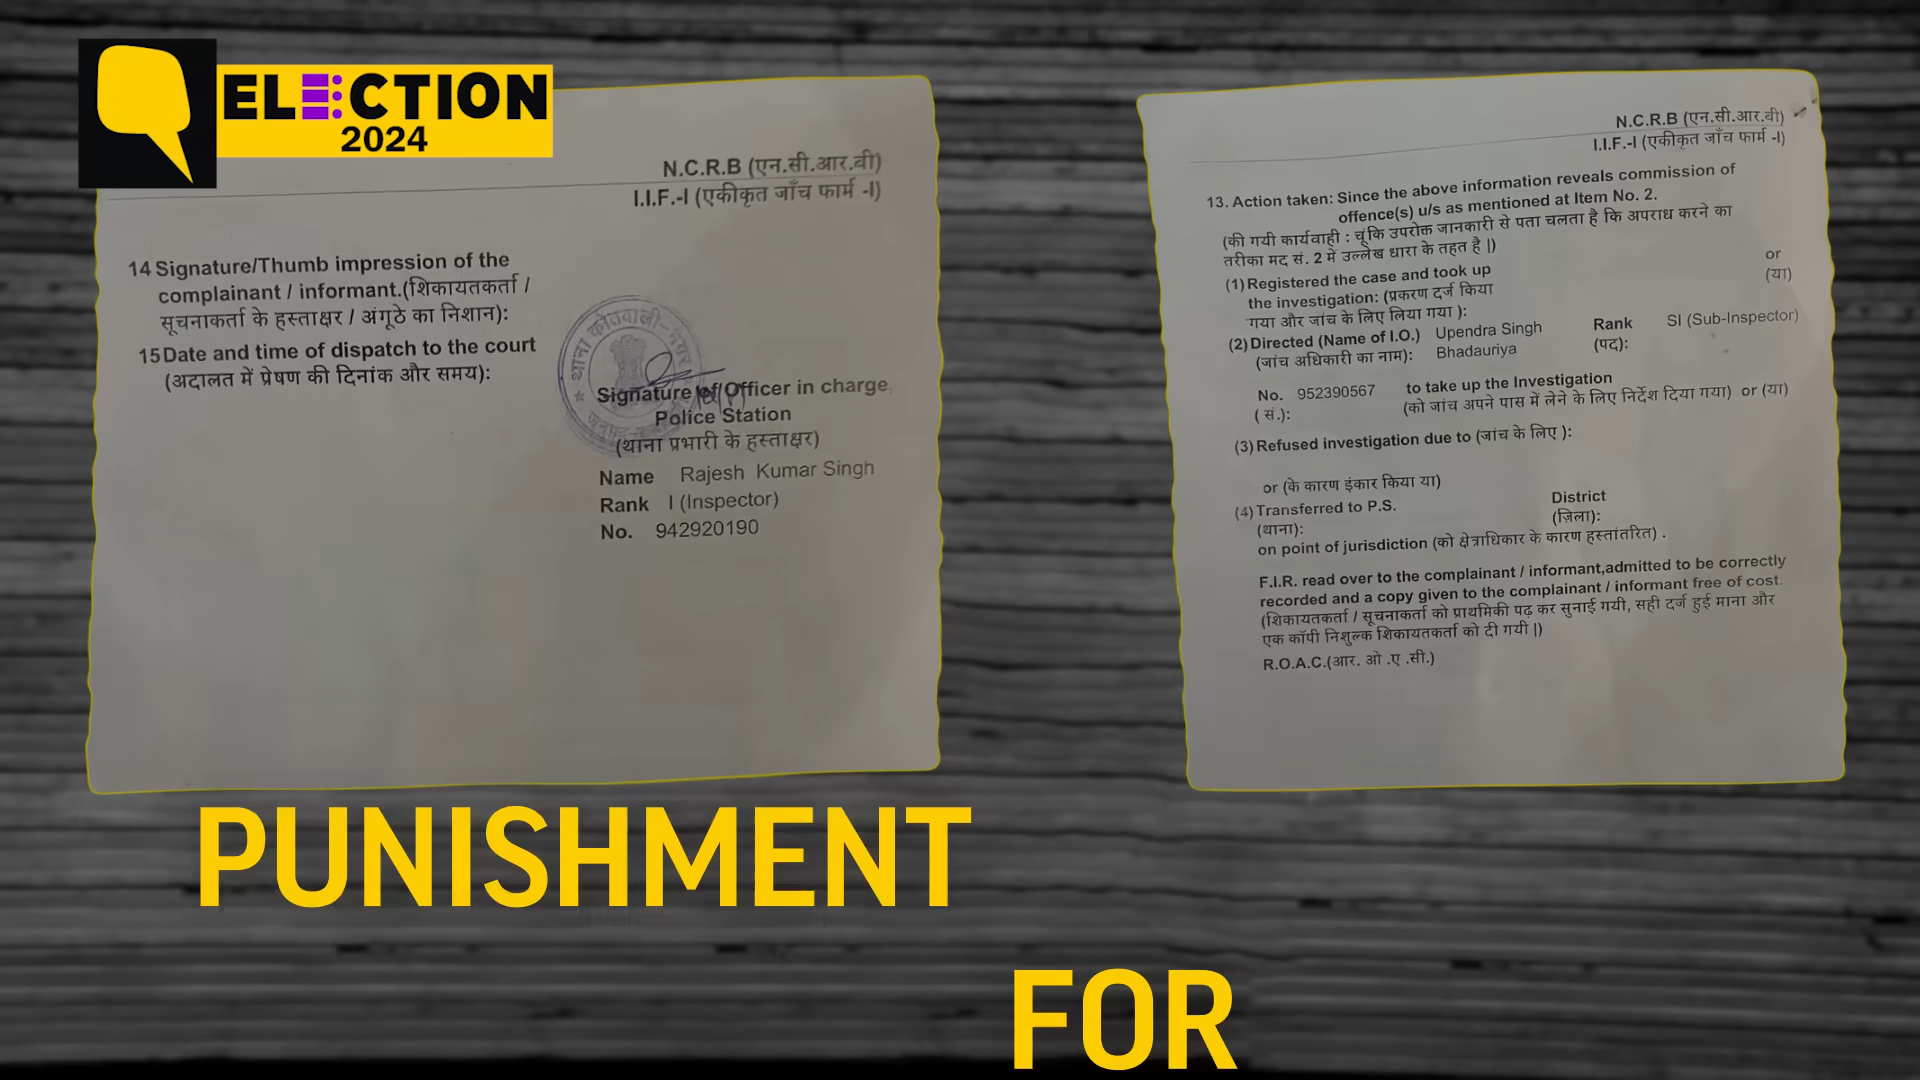 ELECTION
2024
N.C.R.B (एन.सी.आर.बी)
I.I.F.-I (एकीकृत जाँच फार्म -I)
14 Signature/Thumb impression of the
complainant / informant.(शिकायतकर्ता /
सूचनाकर्ता के हस्ताक्षर / अंगूठे का निशान):
15 Date and time of dispatch to the court
(अदालत में प्रेषण की दिनांक और समय):
थाना कोतवाली-नगर
Signature of Officer in charge,
Police Station
(थाना प्रभारी के हस्ताक्षर)
Name Rajesh Kumar Singh
Rank I (Inspector)
No. 942920190
N.C.R.B (एन.सी.आर.बी)
I.I.F.-I (एकीकृत जाँच फार्म -I)
13. Action taken: Since the above information reveals commission of
offence(s) u/s as mentioned at Item No. 2.
(की गयी कार्यवाही : चूंकि उपरोक्त जानकारी से पता चलता है कि अपराध करने का
तरीका मद सं. 2 में उल्लेख धारा के तहत है |)
(1) Registered the case and took up or
the investigation: (प्रकरण दर्ज किया (या)
गया और जांच के लिए लिया गया ):
(2) Directed (Name of I.O.) Upendra Singh Rank SI (Sub-Inspector)
(जांच अधिकारी का नाम): Bhadauriya (पद):
No. 952390567 to take up the Investigation
( सं.): (को जांच अपने पास में लेने के लिए निर्देश दिया गया) or (या)
(3) Refused investigation due to (जांच के लिए ):
or (के कारण इंकार किया या)
(4) Transferred to P.S. District
(थाना): (ज़िला):
on point of jurisdiction (को क्षेत्राधिकार के कारण हस्तांतरित) .
F.I.R. read over to the complainant / informant,admitted to be correctly
recorded and a copy given to the complainant / informant free of cost.
(शिकायतकर्ता / सूचनाकर्ता को प्राथमिकी पढ़ कर सुनाई गयी, सही दर्ज हुई माना और
एक कॉपी निशुल्क शिकायतकर्ता को दी गयी |)
R.O.A.C.(आर. ओ .ए .सी.)
PUNISHMENT
FOR